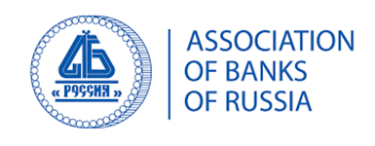 « РОССИЯ »
ASSOCIATION
OF BANKS
OF RUSSIA